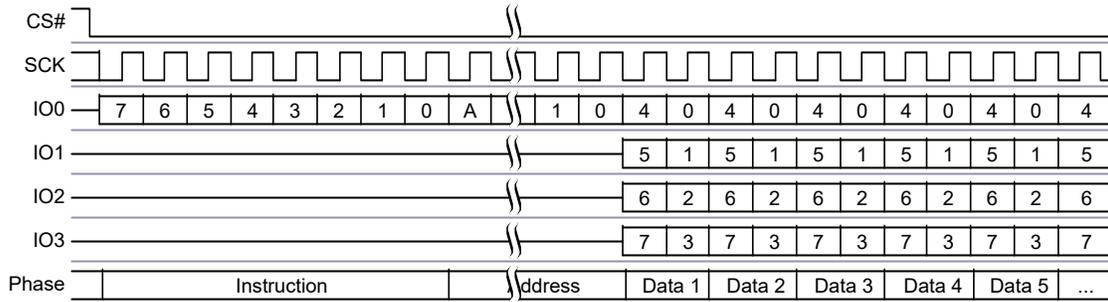 CS#
SCK
IO0 7 6 5 4 3 2 1 0 A 1 0 4 0 4 0 4 0 4 0 4 0 4
IO1 5 1 5 1 5 1 5 1 5 1 5
IO2 6 2 6 2 6 2 6 2 6 2 6
IO3 7 3 7 3 7 3 7 3 7 3 7
Phase Instruction Address Data 1 Data 2 Data 3 Data 4 Data 5 ...